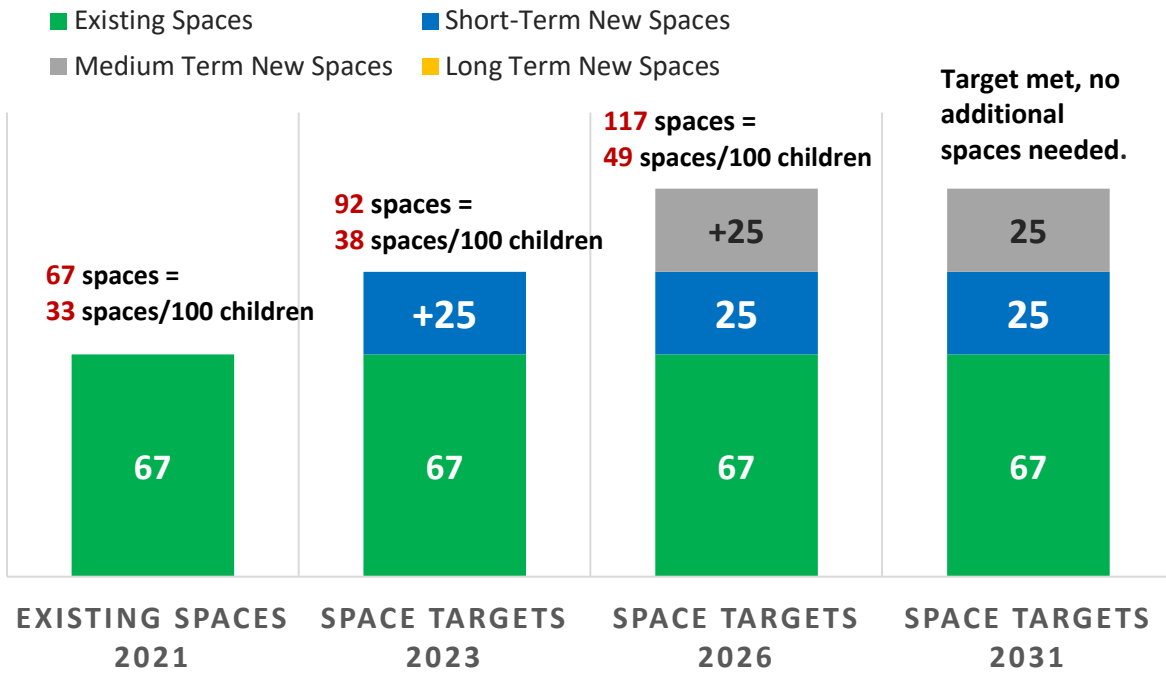 Existing Spaces
Short-Term New Spaces
Medium Term New Spaces
Long Term New Spaces
67 spaces =
33 spaces/100 children
92 spaces =
38 spaces/100 children
117 spaces =
49 spaces/100 children
Target met, no
additional
spaces needed.
67
+25
67
+25
25
67
25
25
67
EXISTING SPACES
2021
SPACE TARGETS
2023
SPACE TARGETS
2026
SPACE TARGETS
2031